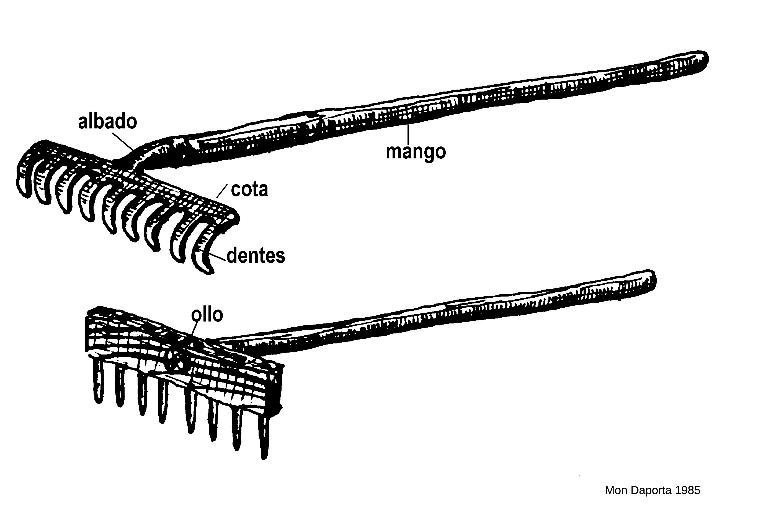 albado
mango
cota
dentes
ollo
Mon Daporta 1985